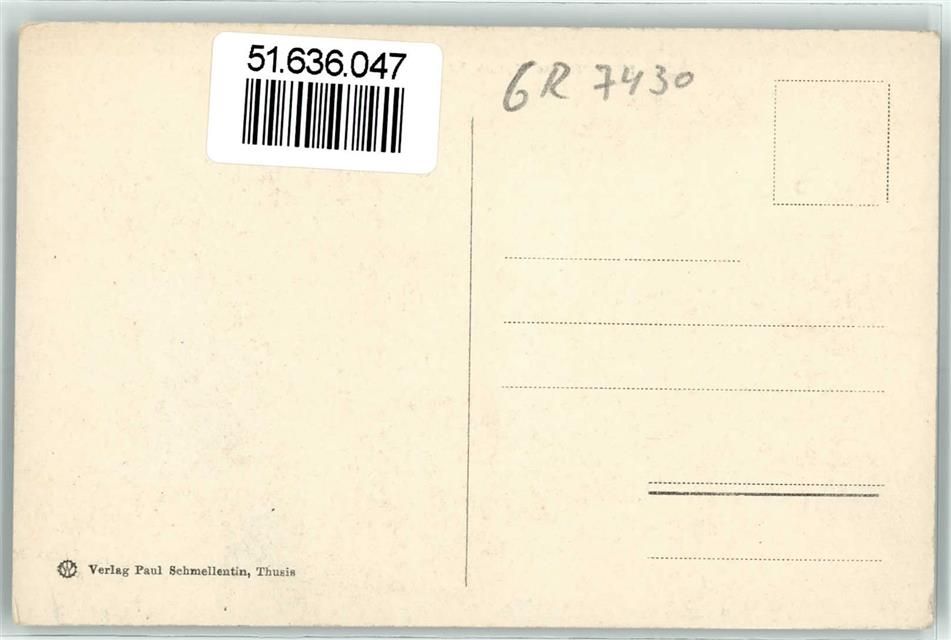 51.636.047
GR 7430
Verlag Paul Schmellentin, Thusis